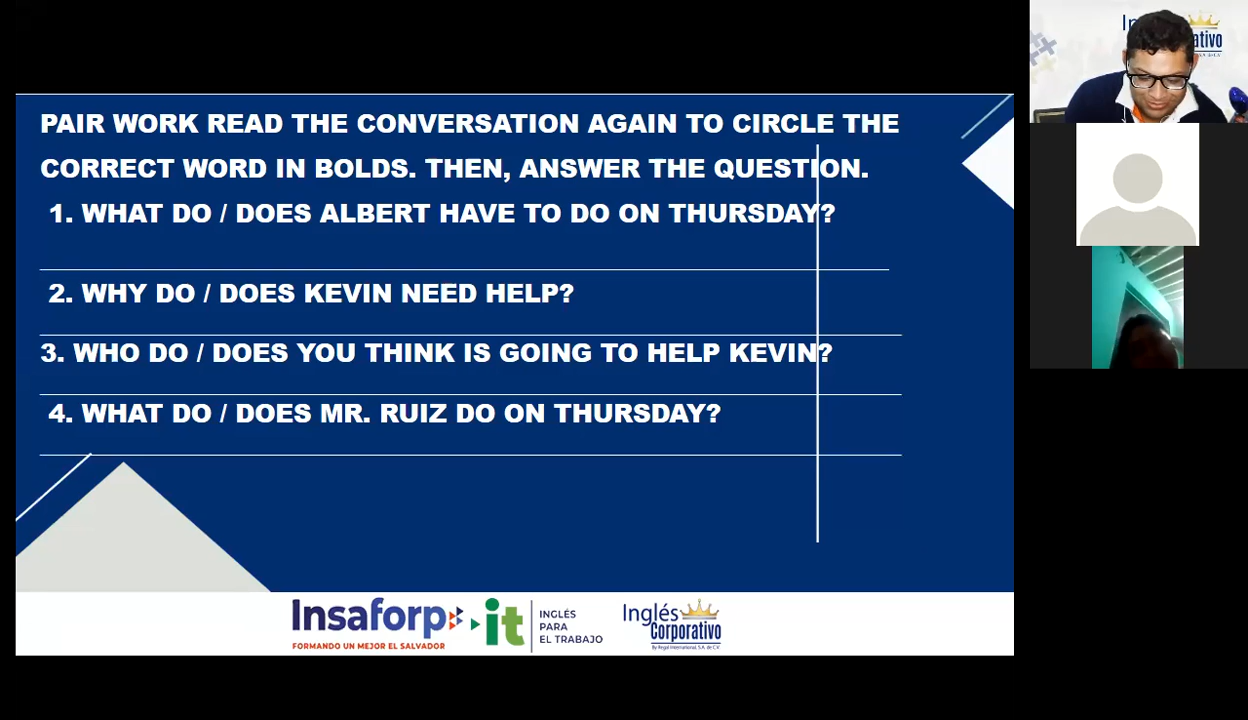 PAIR WORK READ THE CONVERSATION AGAIN TO CIRCLE THE
CORRECT WORD IN BOLDS. THEN, ANSWER THE QUESTION.
1. WHAT DO / DOES ALBERT HAVE TO DO ON THURSDAY?
2. WHY DO / DOES KEVIN NEED HELP?
3. WHO DO / DOES YOU THINK IS GOING TO HELP KEVIN?
4. WHAT DO / DOES MR. RUIZ DO ON THURSDAY?
Insaforp
FORMANDO UN MEJOR EL SALVADOR
it
INGLÉS
PARA
EL TRABAJO
Inglés
Corporativo
By Regal International, S.A. de C.V.